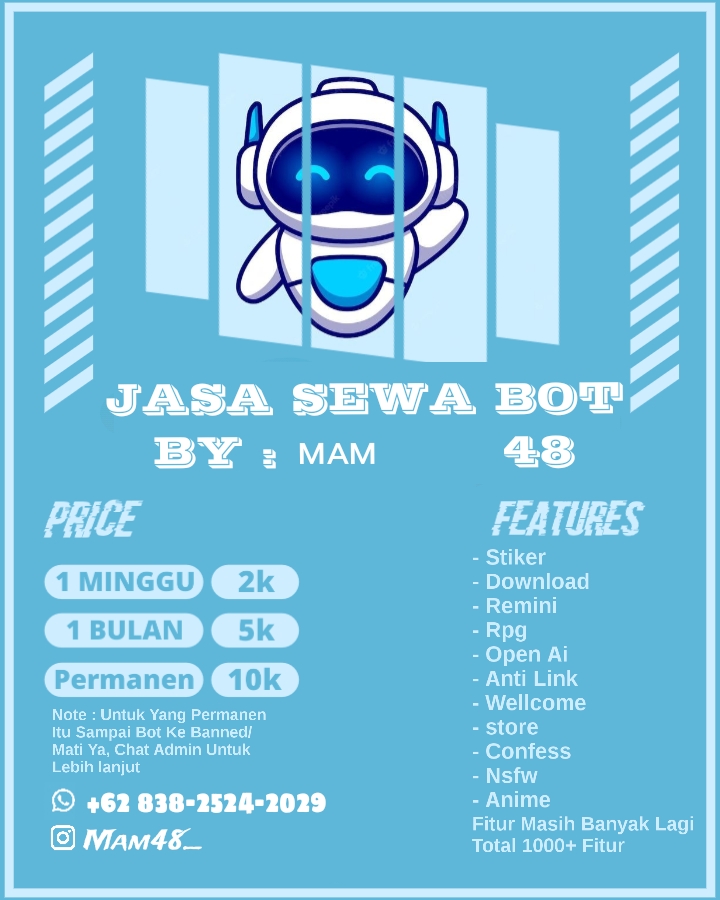 JASA SEWA BOT
BY : MAM 48
PRICE
1 MINGGU 2k
1 BULAN 5k
Permanen 10k
Note : Untuk Yang Permanen
Itu Sampai Bot Ke Banned/
Mati Ya, Chat Admin Untuk
Lebih lanjut
+62 838-2524-2029
Mam48_
FEATURES
- Stiker
- Download
- Remini
- Rpg
- Open Ai
- Anti Link
- Wellcome
- store
- Confess
- Nsfw
- Anime
Fitur Masih Banyak Lagi
Total 1000+ Fitur